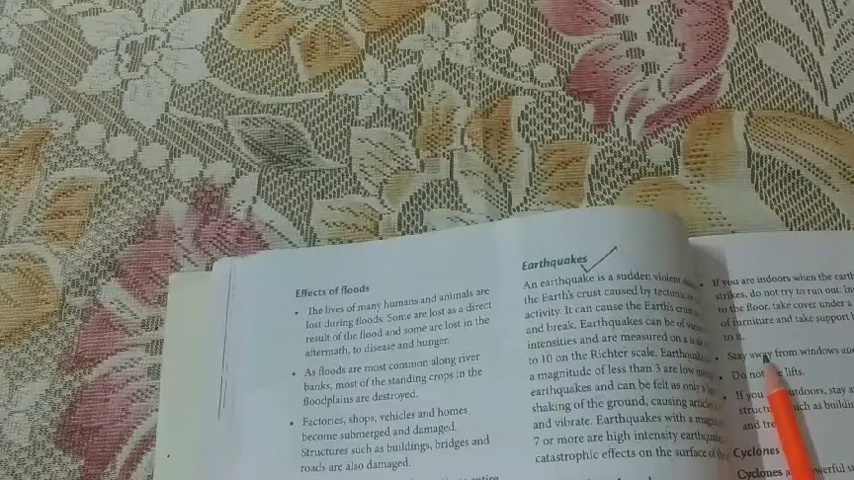 Effects of floods
• The lives of many humans and animals are
lost during floods. Some are lost as a direct
result of the flood and some are lost in the
aftermath, to disease and hunger.
• As floods are most common along river
banks, most of the standing crops in the
floodplains are destroyed.
• Factories, shops, vehicles and homes
become submerged and damaged.
Structures such as buildings, bridges and
roads are also damaged.
Earthquakes
An earthquake is a sudden violent
the Earth's crust caused by tectonic
activity. It can cause the Earth's crust
and break. Earthquakes can be of
intensities and are measured on a
to 10 on the Richter scale. Earthquakes
a magnitude of less than 3 are low
earthquakes and can be felt as only
shaking of the ground, causing
and vibrate. Earthquakes with a
7 or more are high intensity
catastrophic effects on the surface of
• If you are indoors when the
strikes, do not try to run out.
to the floor, take cover under a
of furniture and take support
to it.
• Stay away from windows
• Do not lifts.
• If you outdoors, stay
such as
and
Cyclones
Cyclones